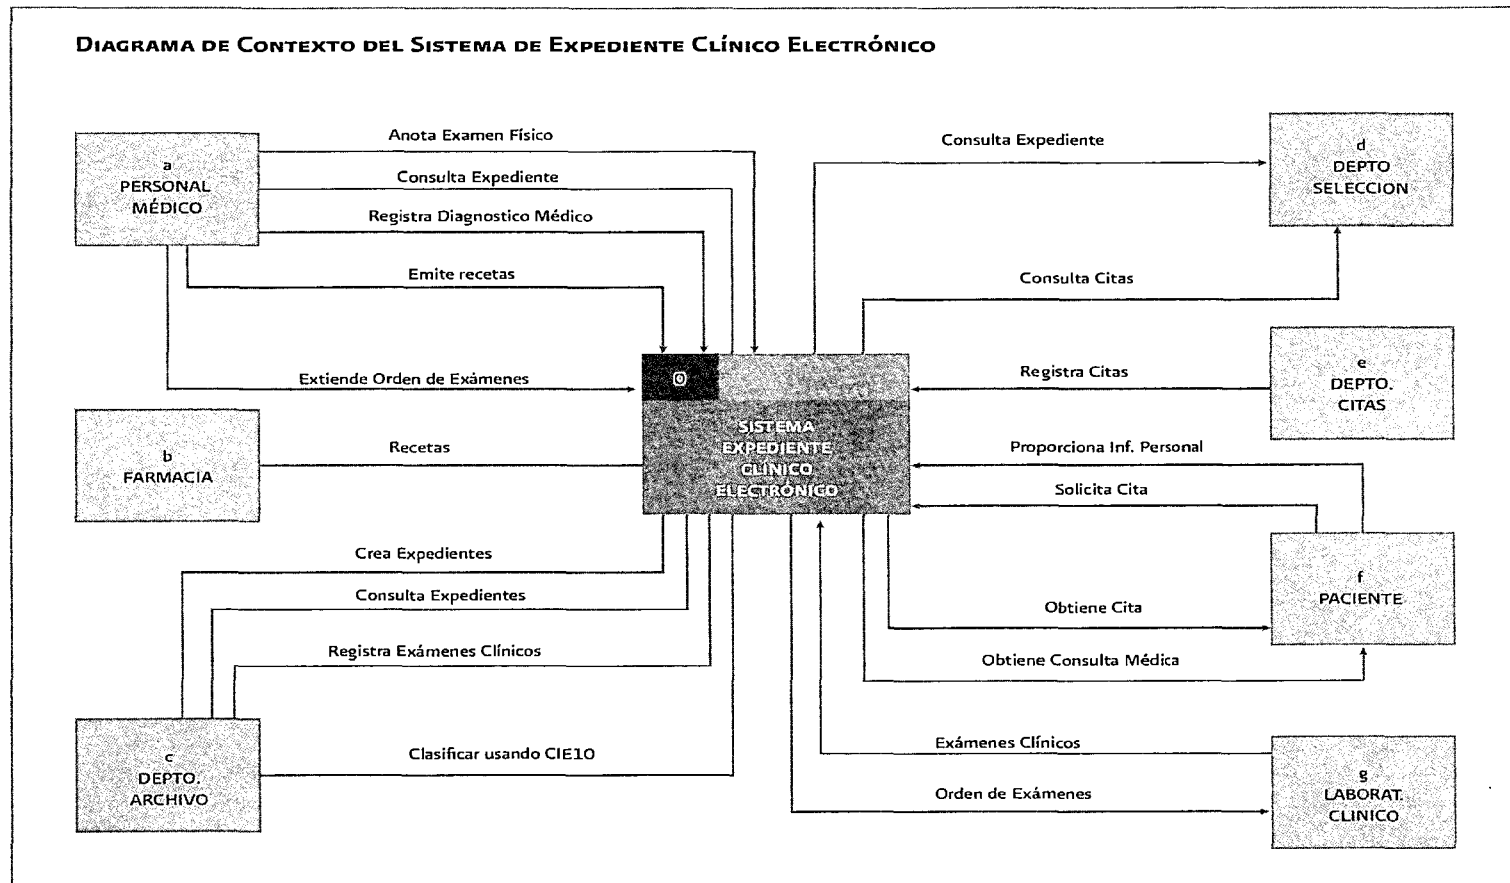 DIAGRAMA DE CONTEXTO DEL SISTEMA DE EXPEDIENTE CLÍNICO ELECTRÓNICO
a
PERSONAL
MÉDICO
Anota Examen Físico
Consulta Expediente
Registra Diagnostico Médico
Emite recetas
Extiende Orden de Exámenes
b
FARMACIA
Recetas
Crea Expedientes
Consulta Expedientes
Registra Exámenes Clínicos
Clasificar usando CIE10
c
DEPTO.
ARCHIVO
0
SISTEMA
EXPEDIENTE
CLINICO
ELECTRÓNICO
Consulta Expediente
d
DEPTO
SELECCION
Consulta Citas
Registra Citas
e
DEPTO.
CITAS
Proporciona Inf. Personal
Solicita Cita
f
PACIENTE
Obtiene Cita
Obtiene Consulta Médica
Exámenes Clínicos
Orden de Exámenes
g
LABORAT.
CLINICO